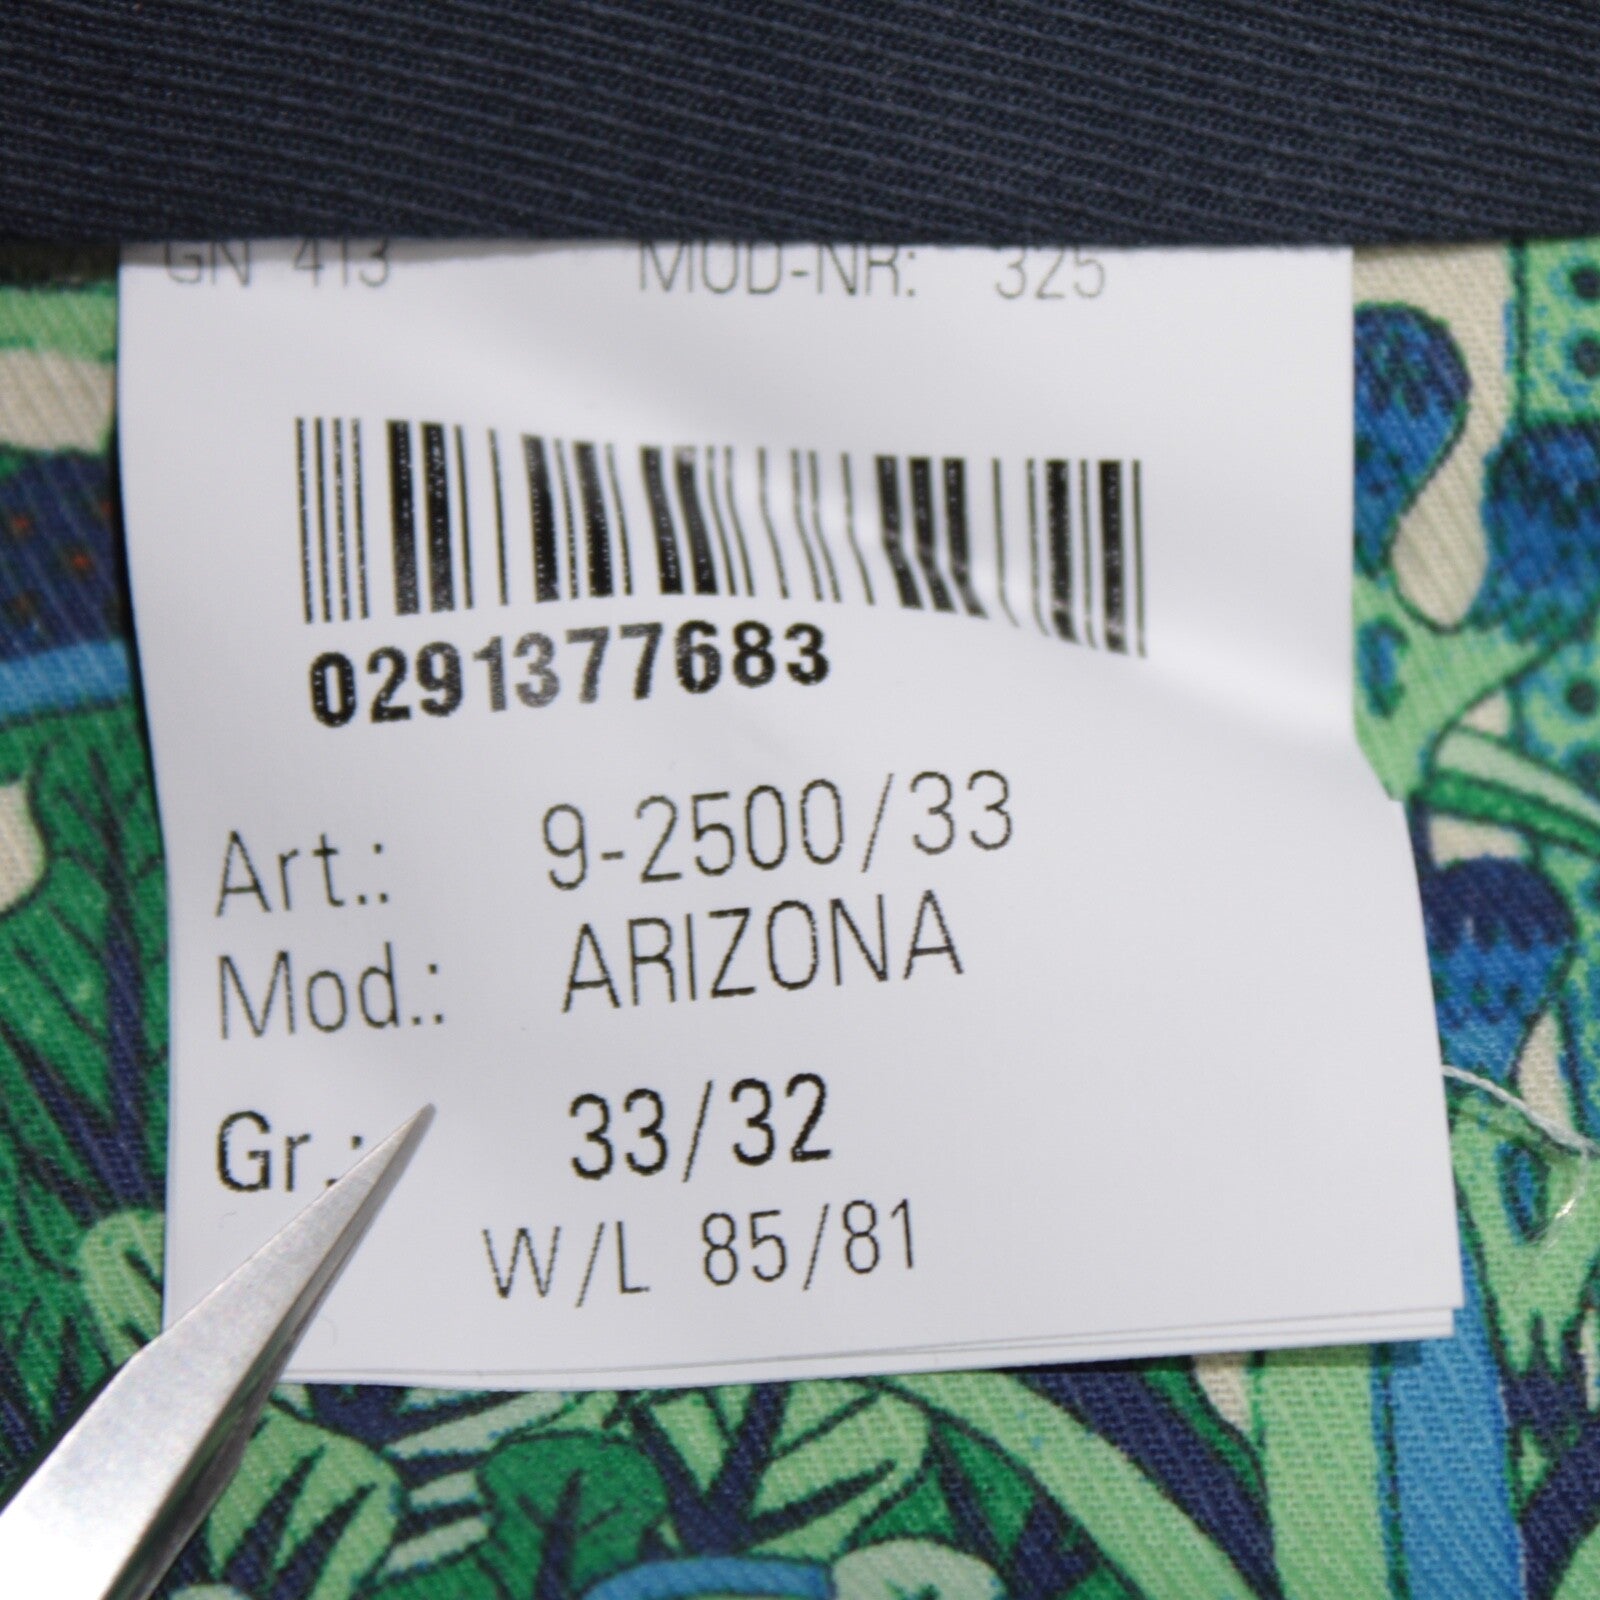 GN 413 MOD-NR: 325
0291377683
Art.: 9-2500/33
Mod.: ARIZONA
Gr.: 33/32
W/L 85/81